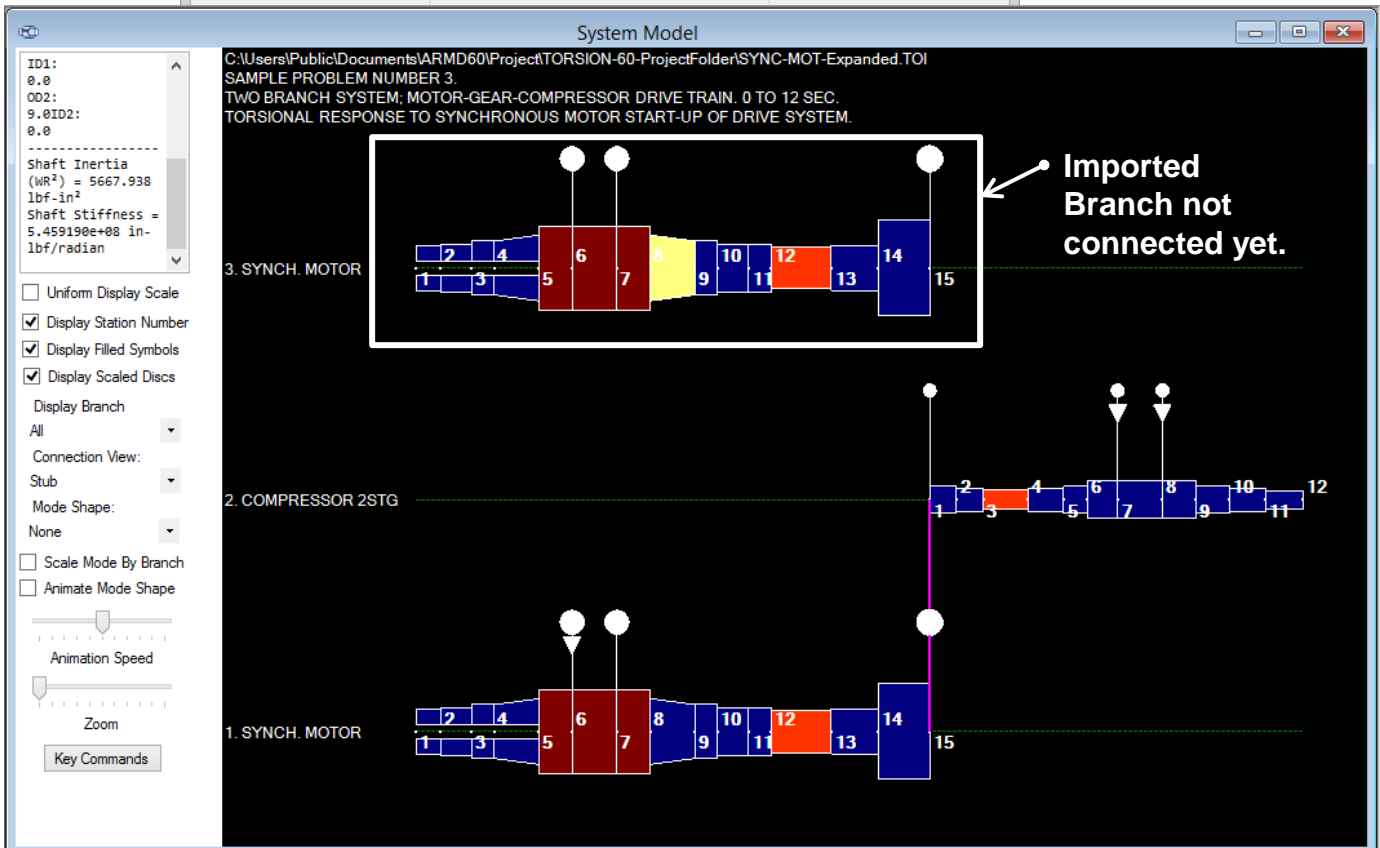 System Model
ID1:
0.0
OD2:
9.0ID2:
0.0
-----------------
Shaft Inertia
(WR²) = 5667.938
lbf-in²
Shaft Stiffness =
5.459190e+08 in-
lbf/radian
Uniform Display Scale
Display Station Number
Display Filled Symbols
Display Scaled Discs
Display Branch
All
Connection View:
Stub
Mode Shape:
None
Scale Mode By Branch
Animate Mode Shape
Animation Speed
Zoom
Key Commands
C:\Users\Public\Documents\ARMD60\Project\TORSION-60-ProjectFolder\SYNC-MOT-Expanded.TOI
SAMPLE PROBLEM NUMBER 3.
TWO BRANCH SYSTEM; MOTOR-GEAR-COMPRESSOR DRIVE TRAIN. 0 TO 12 SEC.
TORSIONAL RESPONSE TO SYNCHRONOUS MOTOR START-UP OF DRIVE SYSTEM.
• Imported
Branch not
connected yet.
3. SYNCH. MOTOR
2 4 6 8 10 12 14
1 3 5 7 9 11 13 15
2. COMPRESSOR 2STG
2 4 6 8 10 12
1 3 5 7 9 11
1. SYNCH. MOTOR
2 4 6 8 10 12 14
1 3 5 7 9 11 13 15